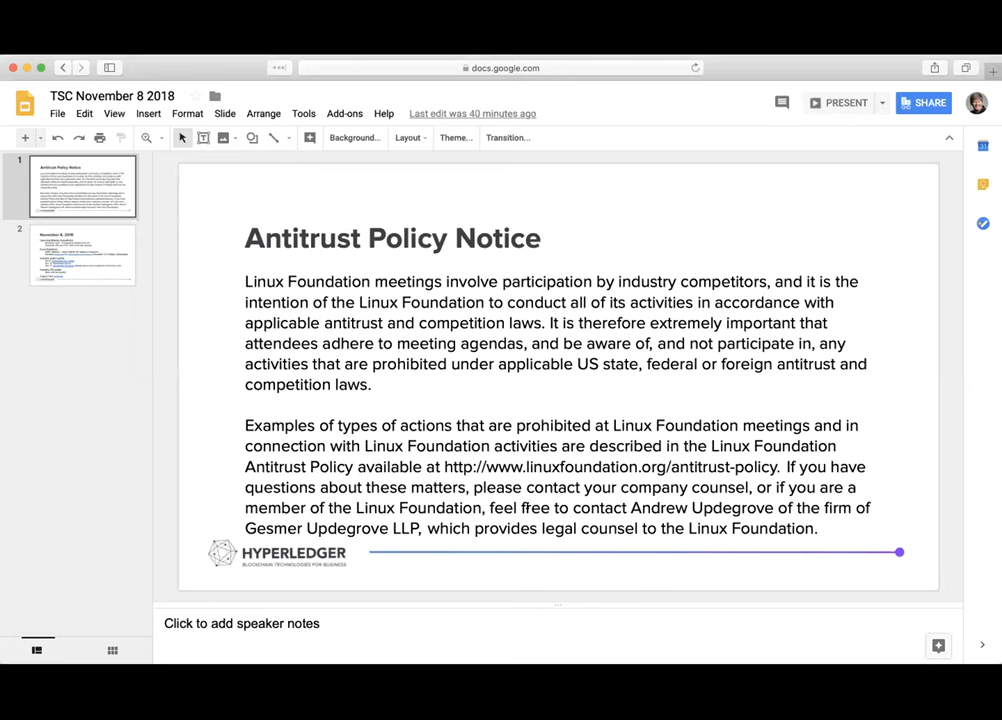 docs.google.com
TSC November 8 2018
File Edit View Insert Format Slide Arrange Tools Add-ons Help Last edit was 40 minutes ago
PRESENT
SHARE
Background... Layout Theme... Transition...
1
Antitrust Policy Notice
2
November 8, 2018
Antitrust Policy Notice
Linux Foundation meetings involve participation by industry competitors, and it is the
intention of the Linux Foundation to conduct all of its activities in accordance with
applicable antitrust and competition laws. It is therefore extremely important that
attendees adhere to meeting agendas, and be aware of, and not participate in, any
activities that are prohibited under applicable US state, federal or foreign antitrust and
competition laws.
Examples of types of actions that are prohibited at Linux Foundation meetings and in
connection with Linux Foundation activities are described in the Linux Foundation
Antitrust Policy available at http://www.linuxfoundation.org/antitrust-policy. If you have
questions about these matters, please contact your company counsel, or if you are a
member of the Linux Foundation, feel free to contact Andrew Updegrove of the firm of
Gesmer Updegrove LLP, which provides legal counsel to the Linux Foundation.
HYPERLEDGER
BLOCKCHAIN TECHNOLOGIES FOR BUSINESS
Click to add speaker notes